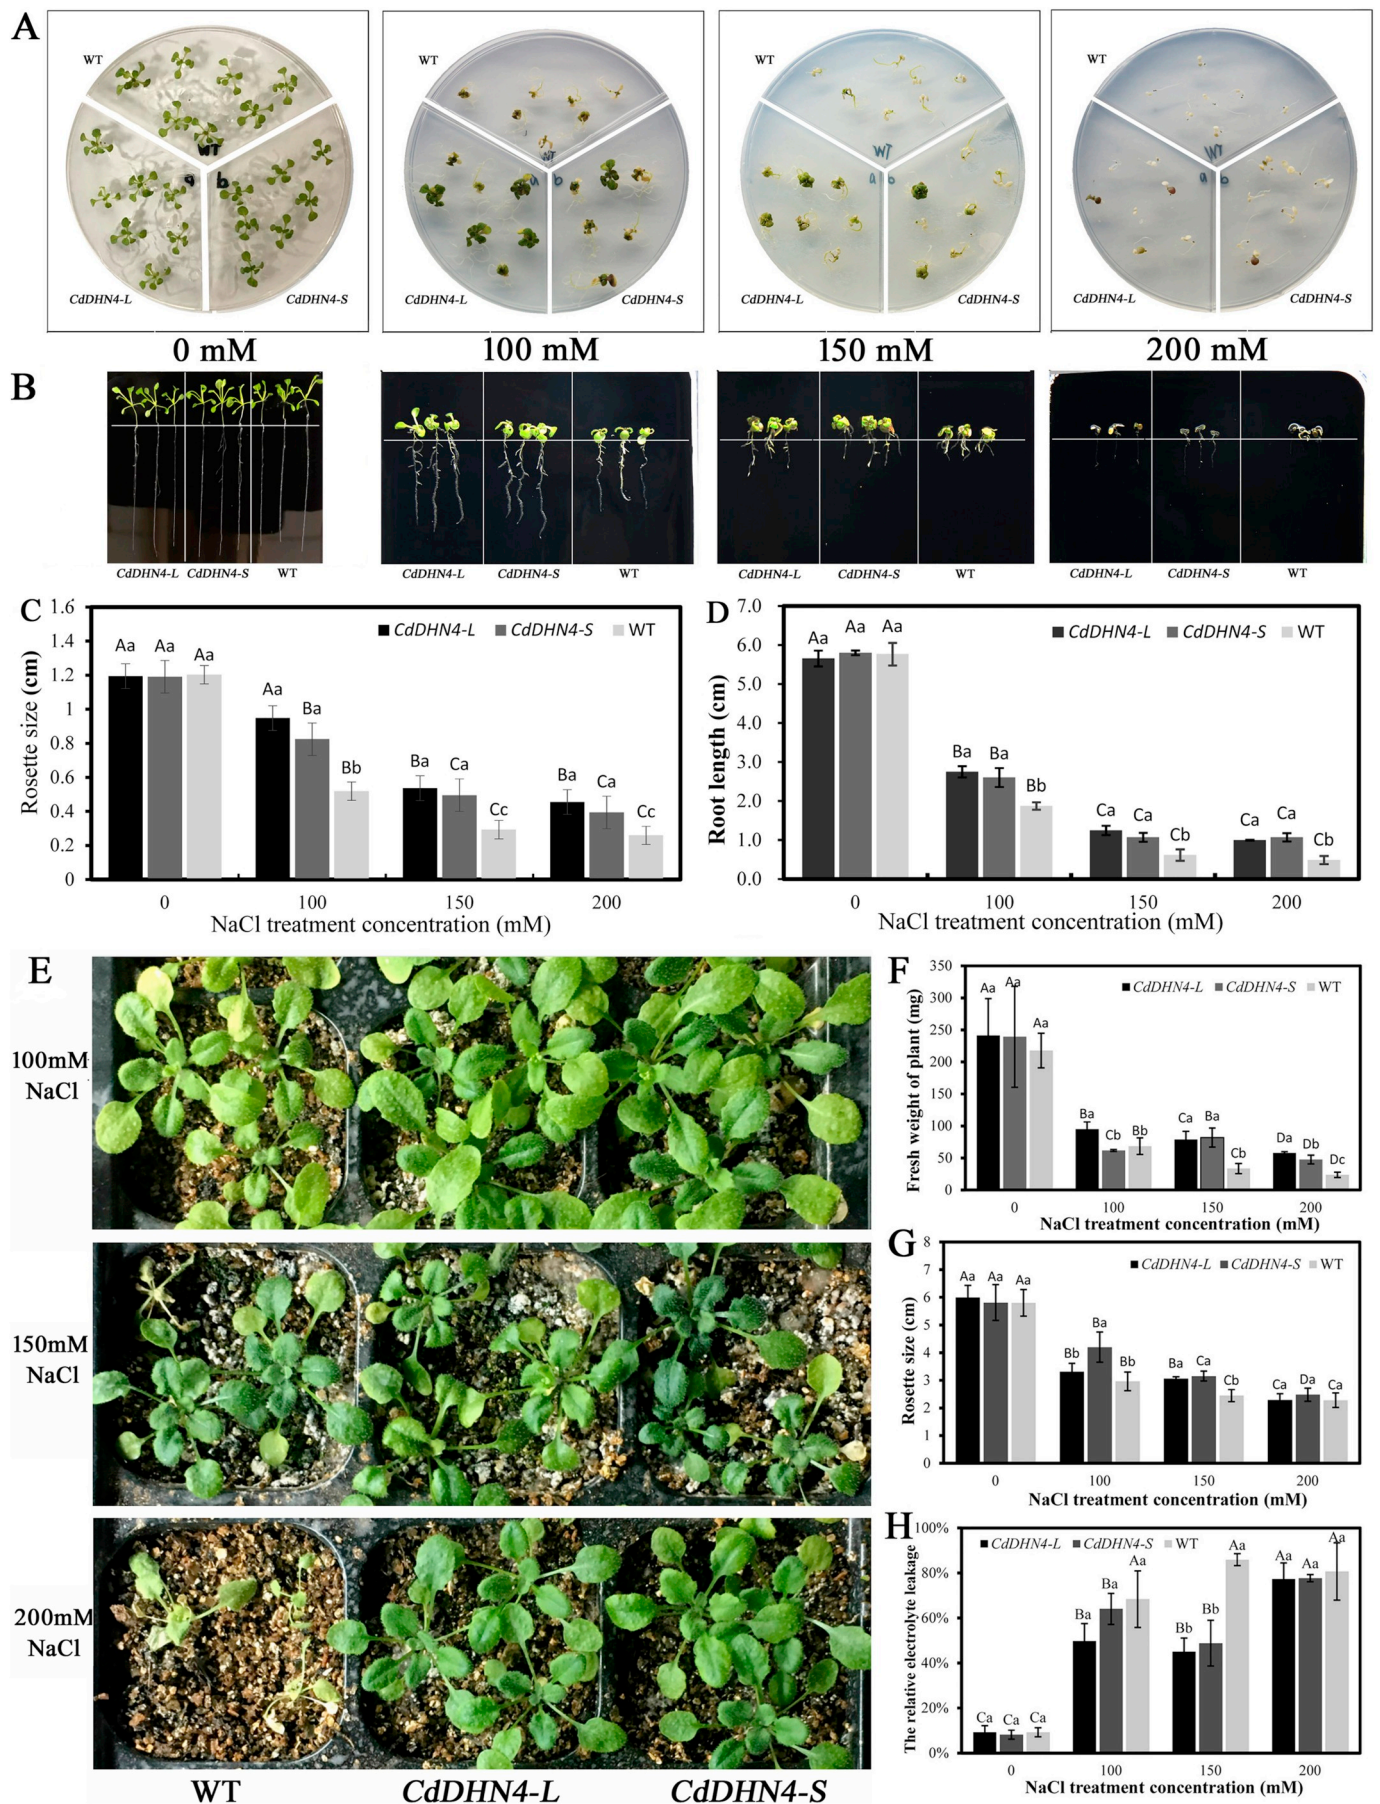 A
WT
CdDHN4-L
CdDHN4-S
WT
a
b
0 mM
WT
CdDHN4-L
CdDHN4-S
WT
a
b
100 mM
WT
CdDHN4-L
CdDHN4-S
WT
a
b
150 mM
WT
CdDHN4-L
CdDHN4-S
WT
a
b
200 mM
B
CdDHN4-L CdDHN4-S WT
CdDHN4-L CdDHN4-S WT
CdDHN4-L CdDHN4-S WT
CdDHN4-L CdDHN4-S WT
C
Rosette size (cm)
1.6
1.4
1.2
1
0.8
0.6
0.4
0.2
0
CdDHN4-L CdDHN4-S WT
Aa Aa Aa
Aa Ba Bb
Ba Ca Cc
Ba Ca Cc
0 100 150 200
NaCl treatment concentration (mM)
D
Root length (cm)
7.0
6.0
5.0
4.0
3.0
2.0
1.0
0.0
CdDHN4-L CdDHN4-S WT
Aa Aa Aa
Ba Ba Bb
Ca Ca Cb
Ca Ca Cb
0 100 150 200
NaCl treatment concentration (mM)
E
100mM
NaCl
150mM
NaCl
200mM
NaCl
WT CdDHN4-L CdDHN4-S
F
Fresh weight of plant (mg)
350
300
250
200
150
100
50
0
CdDHN4-L CdDHN4-S WT
Aa Aa Aa
Ba Cb Bb
Ca Ba Cb
Da Db Dc
0 100 150 200
NaCl treatment concentration (mM)
G
Rosette size (cm)
8
7
6
5
4
3
2
1
0
CdDHN4-L CdDHN4-S WT
Aa Aa Aa
Bb Ba Bb
Ba Ca Cb
Ca Da Ca
0 100 150 200
NaCl treatment concentration (mM)
H
The relative electrolyte leakage
100%
80%
60%
40%
20%
0%
CdDHN4-L CdDHN4-S WT
Ca Ca Ca
Ba Ba Aa
Bb Bb Aa
Aa Aa Aa
0 100 150 200
NaCl treatment concentration (mM)